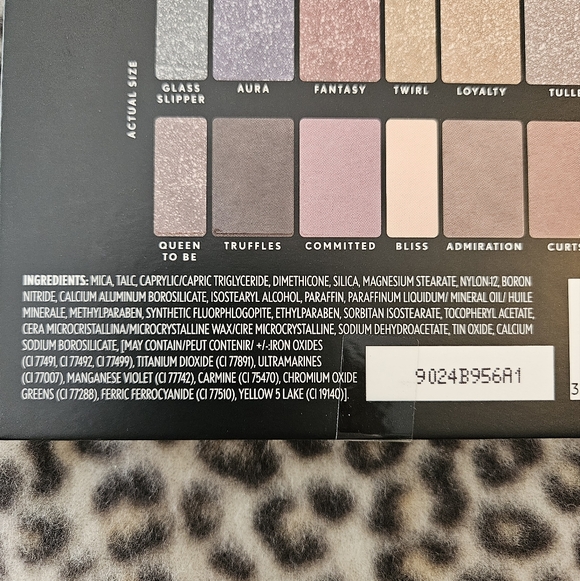 ACTUAL SIZE
GLASS SLIPPER AURA FANTASY TWIRL LOYALTY
QUEEN TO BE TRUFFLES COMMITTED BLISS ADMIRATION
INGREDIENTS: MICA, TALC, CAPRYLIC/CAPRIC TRIGLYCERIDE, DIMETHICONE, SILICA, MAGNESIUM STEARATE, NYLON-12, BORON
NITRIDE, CALCIUM ALUMINUM BOROSILICATE, ISOSTEARYL ALCOHOL, PARAFFIN, PARAFFINUM LIQUIDUM/ MINERAL OIL/ HUILE
MINERALE, METHYLPARABEN, SYNTHETIC FLUORPHLOGOPITE, ETHYLPARABEN, SORBITAN ISOSTEARATE, TOCOPHERYL ACETATE,
CERA MICROCRISTALLINA/MICROCRYSTALLINE WAX/CIRE MICROCRISTALLINE, SODIUM DEHYDROACETATE, TIN OXIDE, CALCIUM
SODIUM BOROSILICATE, [MAY CONTAIN/PEUT CONTENIR/ +/-:IRON OXIDES
(CI 77491, CI 77492, CI 77499), TITANIUM DIOXIDE (CI 77891), ULTRAMARINES
(CI 77007), MANGANESE VIOLET (CI 77742), CARMINE (CI 75470), CHROMIUM OXIDE
GREENS (CI 77288), FERRIC FERROCYANIDE (CI 77510), YELLOW 5 LAKE (CI 19140)].
9024B956A1
3